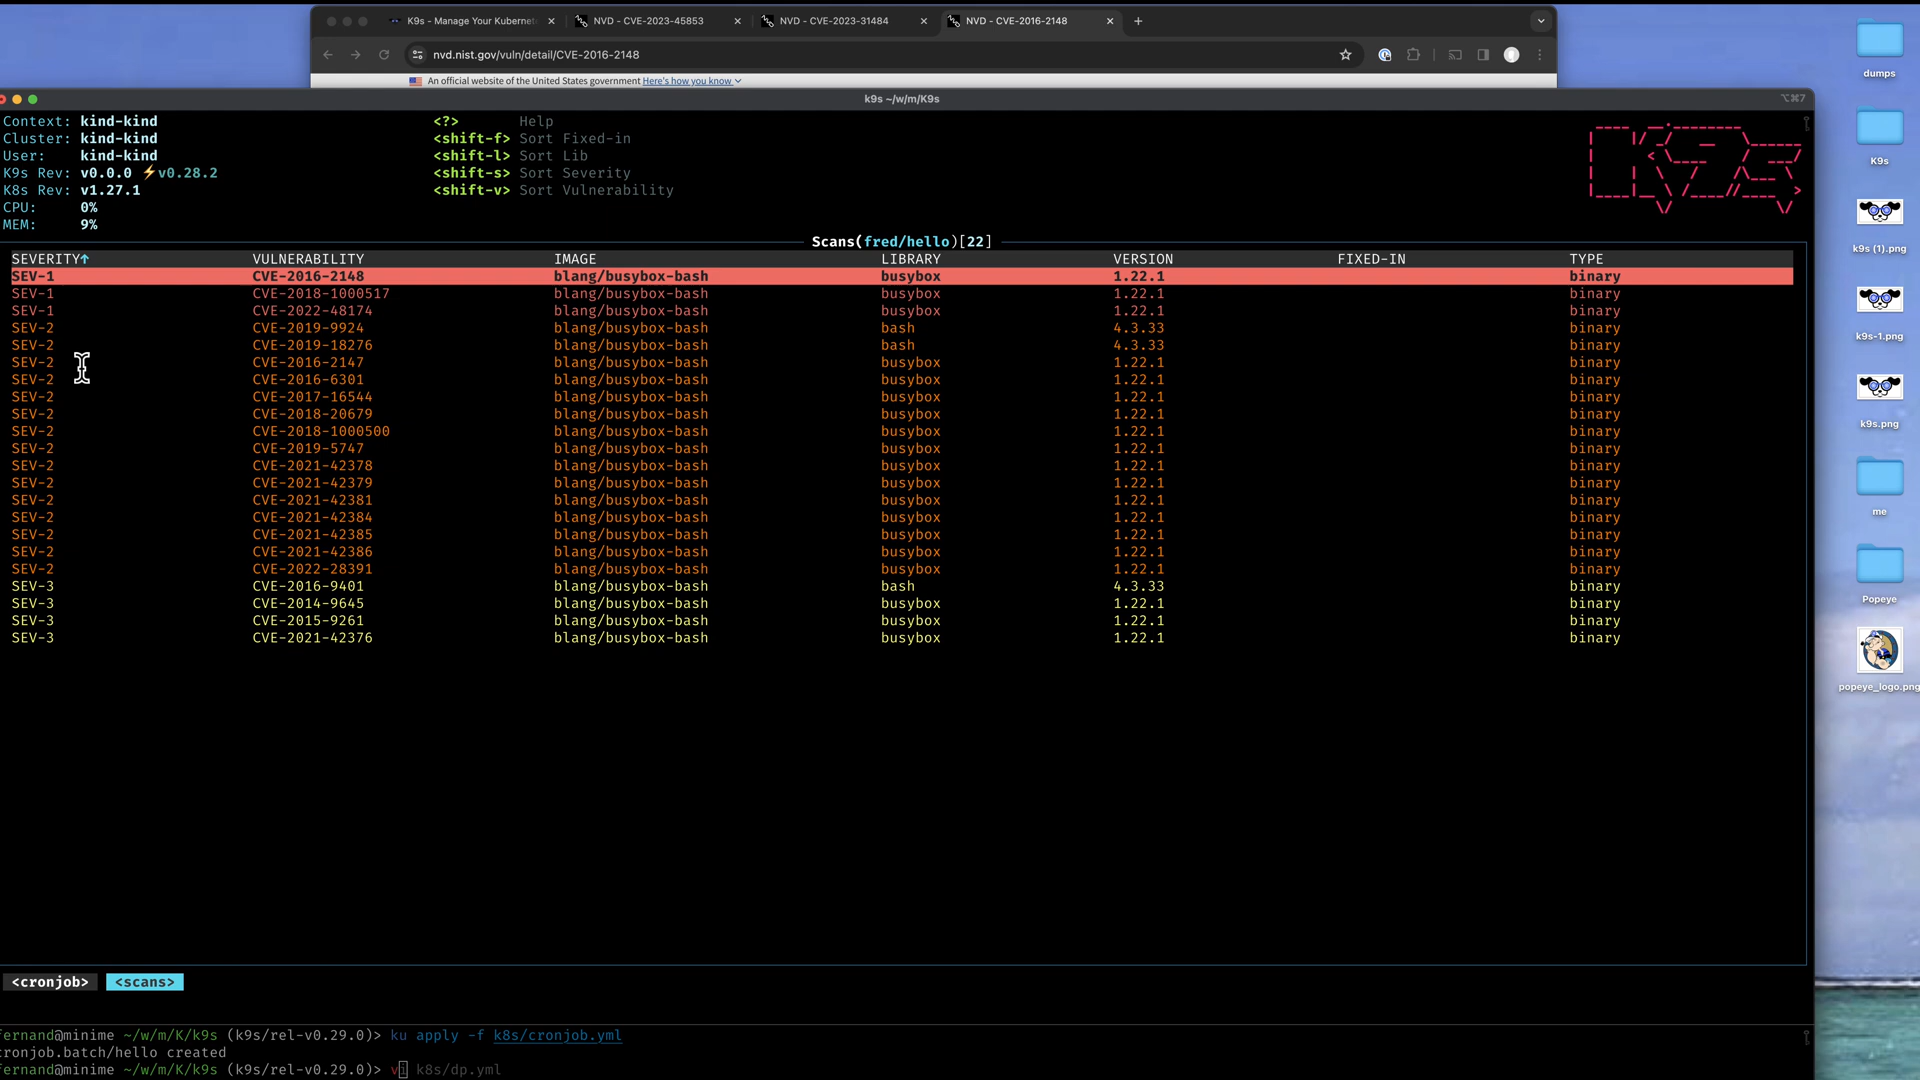 K9s - Manage Your Kubernet
NVD - CVE-2023-45853
NVD - CVE-2023-31484
NVD - CVE-2016-2148
nvd.nist.gov/vuln/detail/CVE-2016-2148
An official website of the United States government Here's how you know
k9s ~/w/m/K9s
⌥⌘7
Context: kind-kind
Cluster: kind-kind
User: kind-kind
K9s Rev: v0.0.0 ⚡v0.28.2
K8s Rev: v1.27.1
CPU: 0%
MEM: 9%
<?> Help
<shift-f> Sort Fixed-in
<shift-l> Sort Lib
<shift-s> Sort Severity
<shift-v> Sort Vulnerability
K9s
Scans(fred/hello)[22]
SEVERITY↑ VULNERABILITY IMAGE LIBRARY VERSION FIXED-IN TYPE
SEV-1 CVE-2016-2148 blang/busybox-bash busybox 1.22.1 binary
SEV-1 CVE-2018-1000517 blang/busybox-bash busybox 1.22.1 binary
SEV-1 CVE-2022-48174 blang/busybox-bash busybox 1.22.1 binary
SEV-2 CVE-2019-9924 blang/busybox-bash bash 4.3.33 binary
SEV-2 CVE-2019-18276 blang/busybox-bash bash 4.3.33 binary
SEV-2 CVE-2016-2147 blang/busybox-bash busybox 1.22.1 binary
SEV-2 CVE-2016-6301 blang/busybox-bash busybox 1.22.1 binary
SEV-2 CVE-2017-16544 blang/busybox-bash busybox 1.22.1 binary
SEV-2 CVE-2018-20679 blang/busybox-bash busybox 1.22.1 binary
SEV-2 CVE-2018-1000500 blang/busybox-bash busybox 1.22.1 binary
SEV-2 CVE-2019-5747 blang/busybox-bash busybox 1.22.1 binary
SEV-2 CVE-2021-42378 blang/busybox-bash busybox 1.22.1 binary
SEV-2 CVE-2021-42379 blang/busybox-bash busybox 1.22.1 binary
SEV-2 CVE-2021-42381 blang/busybox-bash busybox 1.22.1 binary
SEV-2 CVE-2021-42384 blang/busybox-bash busybox 1.22.1 binary
SEV-2 CVE-2021-42385 blang/busybox-bash busybox 1.22.1 binary
SEV-2 CVE-2021-42386 blang/busybox-bash busybox 1.22.1 binary
SEV-2 CVE-2022-28391 blang/busybox-bash busybox 1.22.1 binary
SEV-3 CVE-2016-9401 blang/busybox-bash bash 4.3.33 binary
SEV-3 CVE-2014-9645 blang/busybox-bash busybox 1.22.1 binary
SEV-3 CVE-2015-9261 blang/busybox-bash busybox 1.22.1 binary
SEV-3 CVE-2021-42376 blang/busybox-bash busybox 1.22.1 binary
<cronjob> <scans>
fernand@minime ~/w/m/K/k9s (k9s/rel-v0.29.0)> ku apply -f k8s/cronjob.yml
cronjob.batch/hello created
fernand@minime ~/w/m/K/k9s (k9s/rel-v0.29.0)> vi k8s/dp.yml
dumps
K9s
k9s (1).png
k9s-1.png
k9s.png
me
Popeye
popeye_logo.png